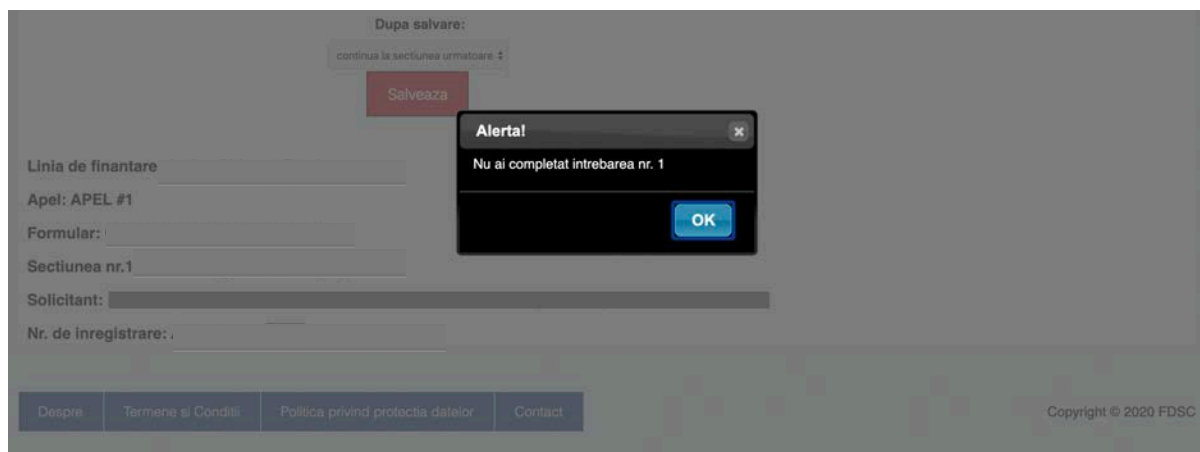 Dupa salvare:
continua la sectiunea urmatoare
Salveaza
Alerta!
Nu ai completat intrebarea nr. 1
OK
Linia de finantare
Apel: APEL #1
Formular:
Sectiunea nr.1
Solicitant:
Nr. de inregistrare:
Despre
Termene si Conditii
Politica privind protectia datelor
Contact
Copyright © 2020 FDSC